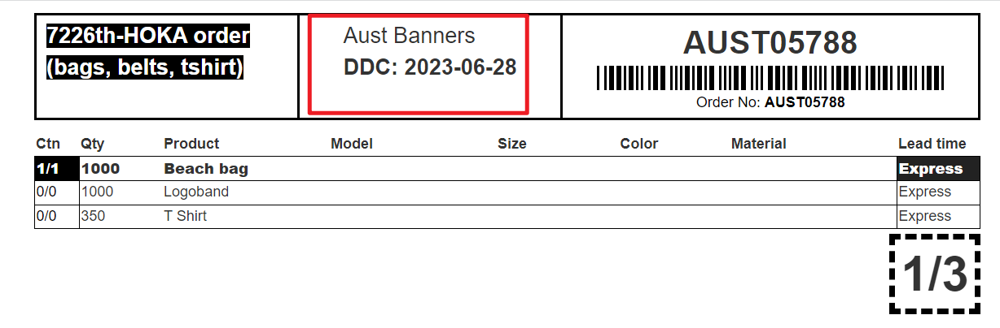 7226th-HOKA order
(bags, belts, tshirt)
Aust Banners
DDC: 2023-06-28
AUST05788
Order No: AUST05788
Ctn Qty Product Model Size Color Material Lead time
1/1 1000 Beach bag Express
0/0 1000 Logoband Express
0/0 350 T Shirt Express
1/3